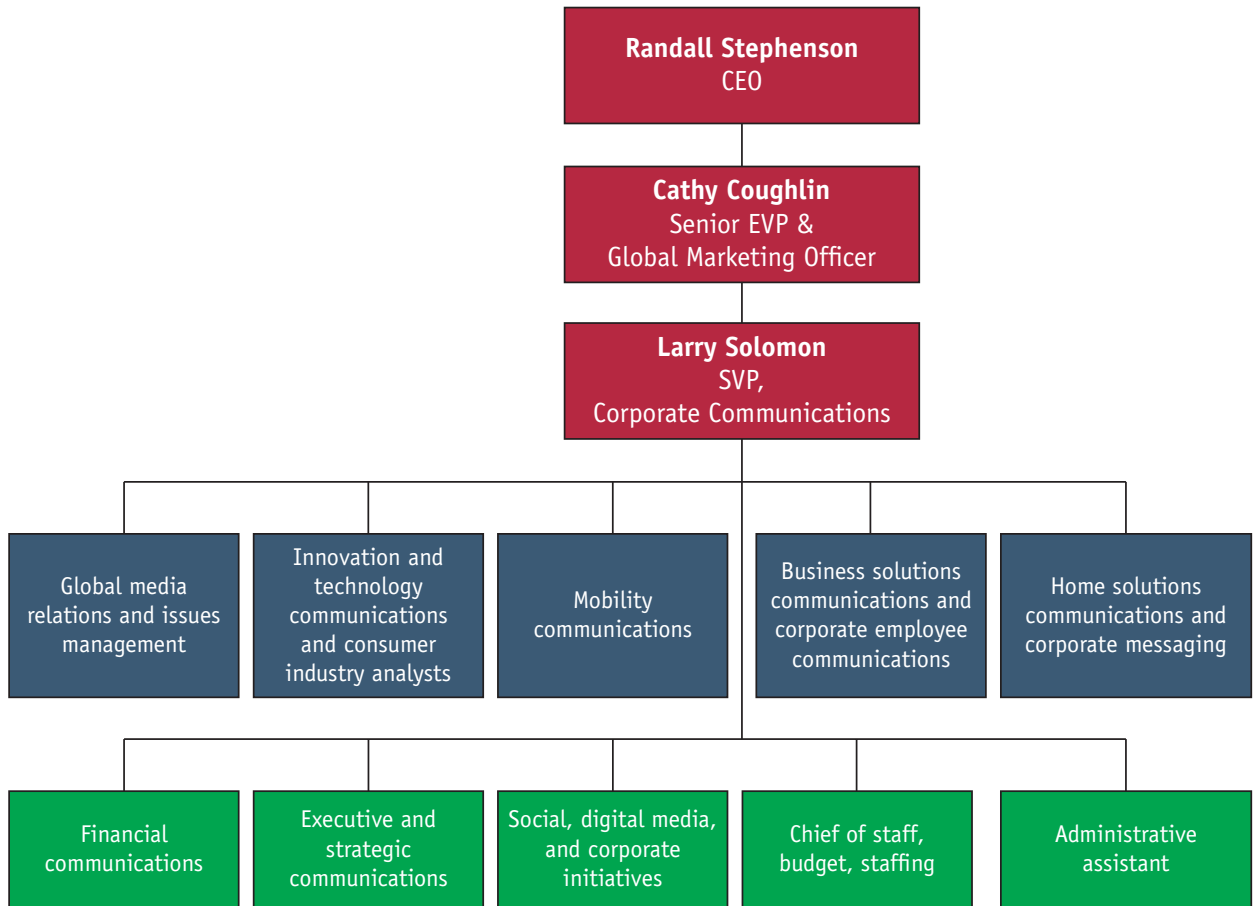 Randall Stephenson
CEO
Cathy Coughlin
Senior EVP &
Global Marketing Officer
Larry Solomon
SVP,
Corporate Communications
Global media
relations and issues
management
Innovation and
technology
communications
and consumer
industry analysts
Mobility
communications
Business solutions
communications and
corporate employee
communications
Home solutions
communications and
corporate messaging
Financial
communications
Executive and
strategic
communications
Social, digital media,
and corporate
initiatives
Chief of staff,
budget, staffing
Administrative
assistant